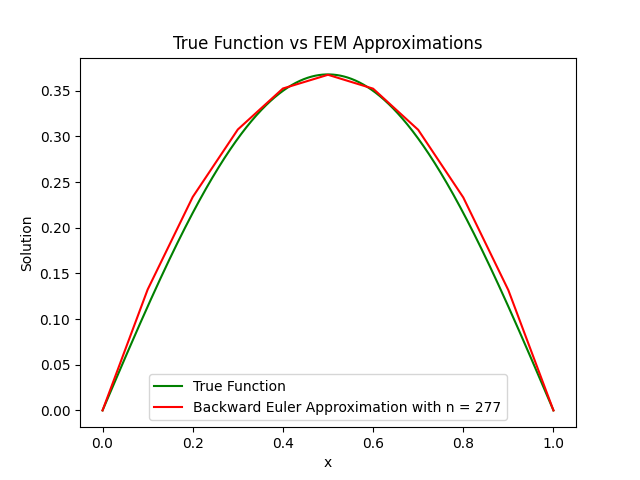 True Function vs FEM Approximations
Solution
0.35
0.30
0.25
0.20
0.15
0.10
0.05
0.00
True Function
Backward Euler Approximation with n = 277
0.0 0.2 0.4 0.6 0.8 1.0
x